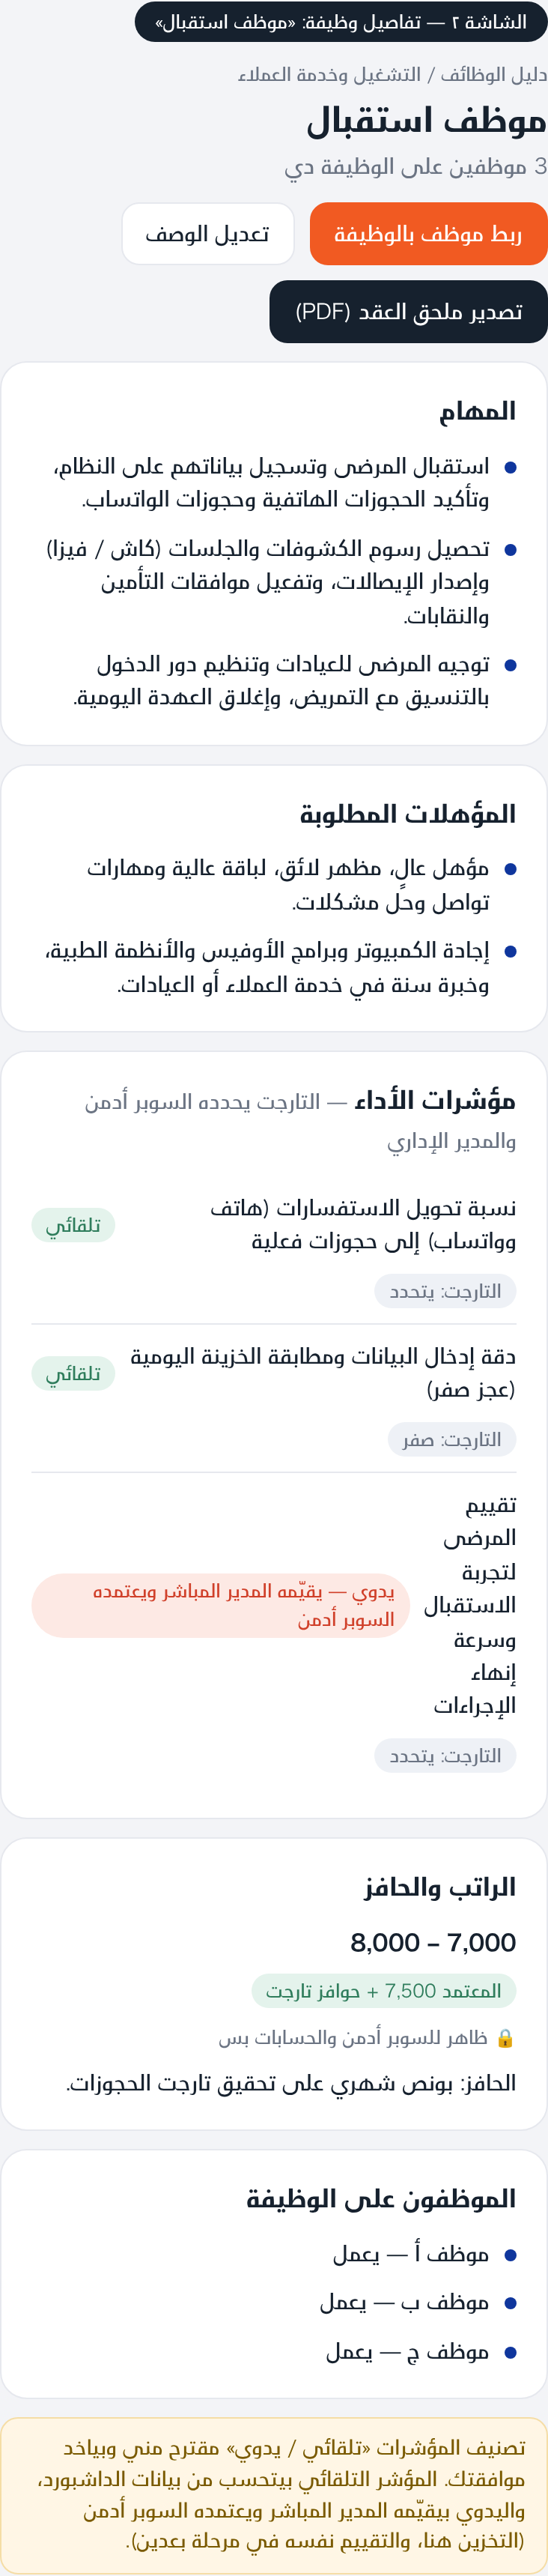 الشاشة ٢ — تفاصيل وظيفة: «موظف استقبال»
دليل الوظائف / التشغيل وخدمة العملاء
موظف استقبال
3 موظفين على الوظيفة دي
ربط موظف بالوظيفة
تعديل الوصف
تصدير ملحق العقد (PDF)
المهام
استقبال المرضى وتسجيل بياناتهم على النظام،
وتأكيد الحجوزات الهاتفية وحجوزات الواتساب.
تحصيل رسوم الكشوفات والجلسات (كاش / فيزا)
وإصدار الإيصالات، وتفعيل موافقات التأمين
والنقابات.
توجيه المرضى للعيادات وتنظيم دور الدخول
بالتنسيق مع التمريض، وإغلاق العهدة اليومية.
المؤهلات المطلوبة
مؤهل عالٍ، مظهر لائق، لباقة عالية ومهارات
تواصل وحل مشكلات.
إجادة الكمبيوتر وبرامج الأوفيس والأنظمة الطبية،
وخبرة سنة في خدمة العملاء أو العيادات.
مؤشرات الأداء — التارجت يحدده السوبر أدمن
والمدير الإداري
نسبة تحويل الاستفسارات (هاتف
وواتساب) إلى حجوزات فعلية
تلقائي
التارجت: يتحدد
دقة إدخال البيانات ومطابقة الخزينة اليومية
(عجز صفر)
تلقائي
التارجت: صفر
تقييم
المرضى
لتجربة
الاستقبال
وسرعة
إنهاء
الإجراءات
يدوي — يقيّمه المدير المباشر ويعتمده
السوبر أدمن
التارجت: يتحدد
الراتب والحافز
7,000 – 8,000
المعتمد 7,500 + حوافز تارجت
🔒 ظاهر للسوبر أدمن والحسابات بس
الحافز: بونص شهري على تحقيق تارجت الحجوزات.
الموظفون على الوظيفة
موظف أ — يعمل
موظف ب — يعمل
موظف ج — يعمل
تصنيف المؤشرات «تلقائي / يدوي» مقترح مني وبياخد
موافقتك. المؤشر التلقائي بيتحسب من بيانات الداشبورد،
واليدوي بيقيّمه المدير المباشر ويعتمده السوبر أدمن
(التخزين هنا، والتقييم نفسه في مرحلة بعدين).